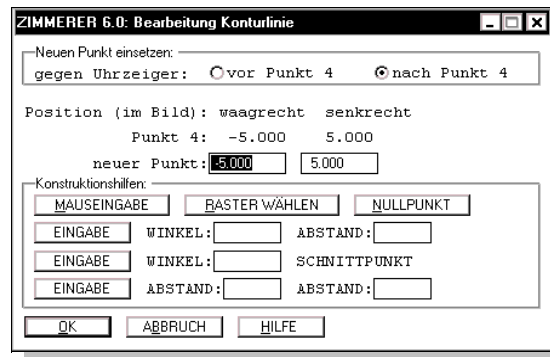 ZIMMERER 6.0: Bearbeitung Konturlinie
Neuen Punkt einsetzen:
gegen Uhrzeiger: vor Punkt 4 nach Punkt 4
Position (im Bild): waagrecht senkrecht
Punkt 4: -5.000 5.000
neuer Punkt: -5.000 5.000
Konstruktionshilfen:
MAUSEINGABE RASTER WÄHLEN NULLPUNKT
EINGABE WINKEL: ABSTAND:
EINGABE WINKEL: SCHNITTPUNKT
EINGABE ABSTAND: ABSTAND:
OK ABBRUCH HILFE